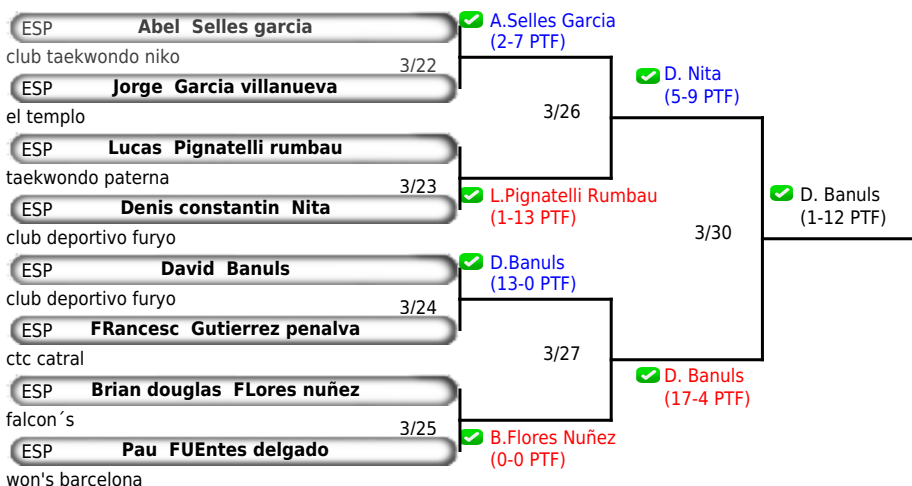 ESP Abel Selles garcia
club taekwondo niko
3/22
ESP Jorge Garcia villanueva
el templo
ESP Lucas Pignatelli rumbau
taekwondo paterna
3/23
ESP Denis constantin Nita
club deportivo furyo
ESP David Banuls
club deportivo furyo
3/24
ESP FRancesc Gutierrez penalva
ctc catral
ESP Brian douglas FLores nuñez
falcon´s
3/25
ESP Pau FUEntes delgado
won's barcelona
A.Selles Garcia
(2-7 PTF)
3/26
L.Pignatelli Rumbau
(1-13 PTF)
D.Banuls
(13-0 PTF)
3/27
B.Flores Nuñez
(0-0 PTF)
D. Nita
(5-9 PTF)
3/30
D. Banuls
(17-4 PTF)
D. Banuls
(1-12 PTF)